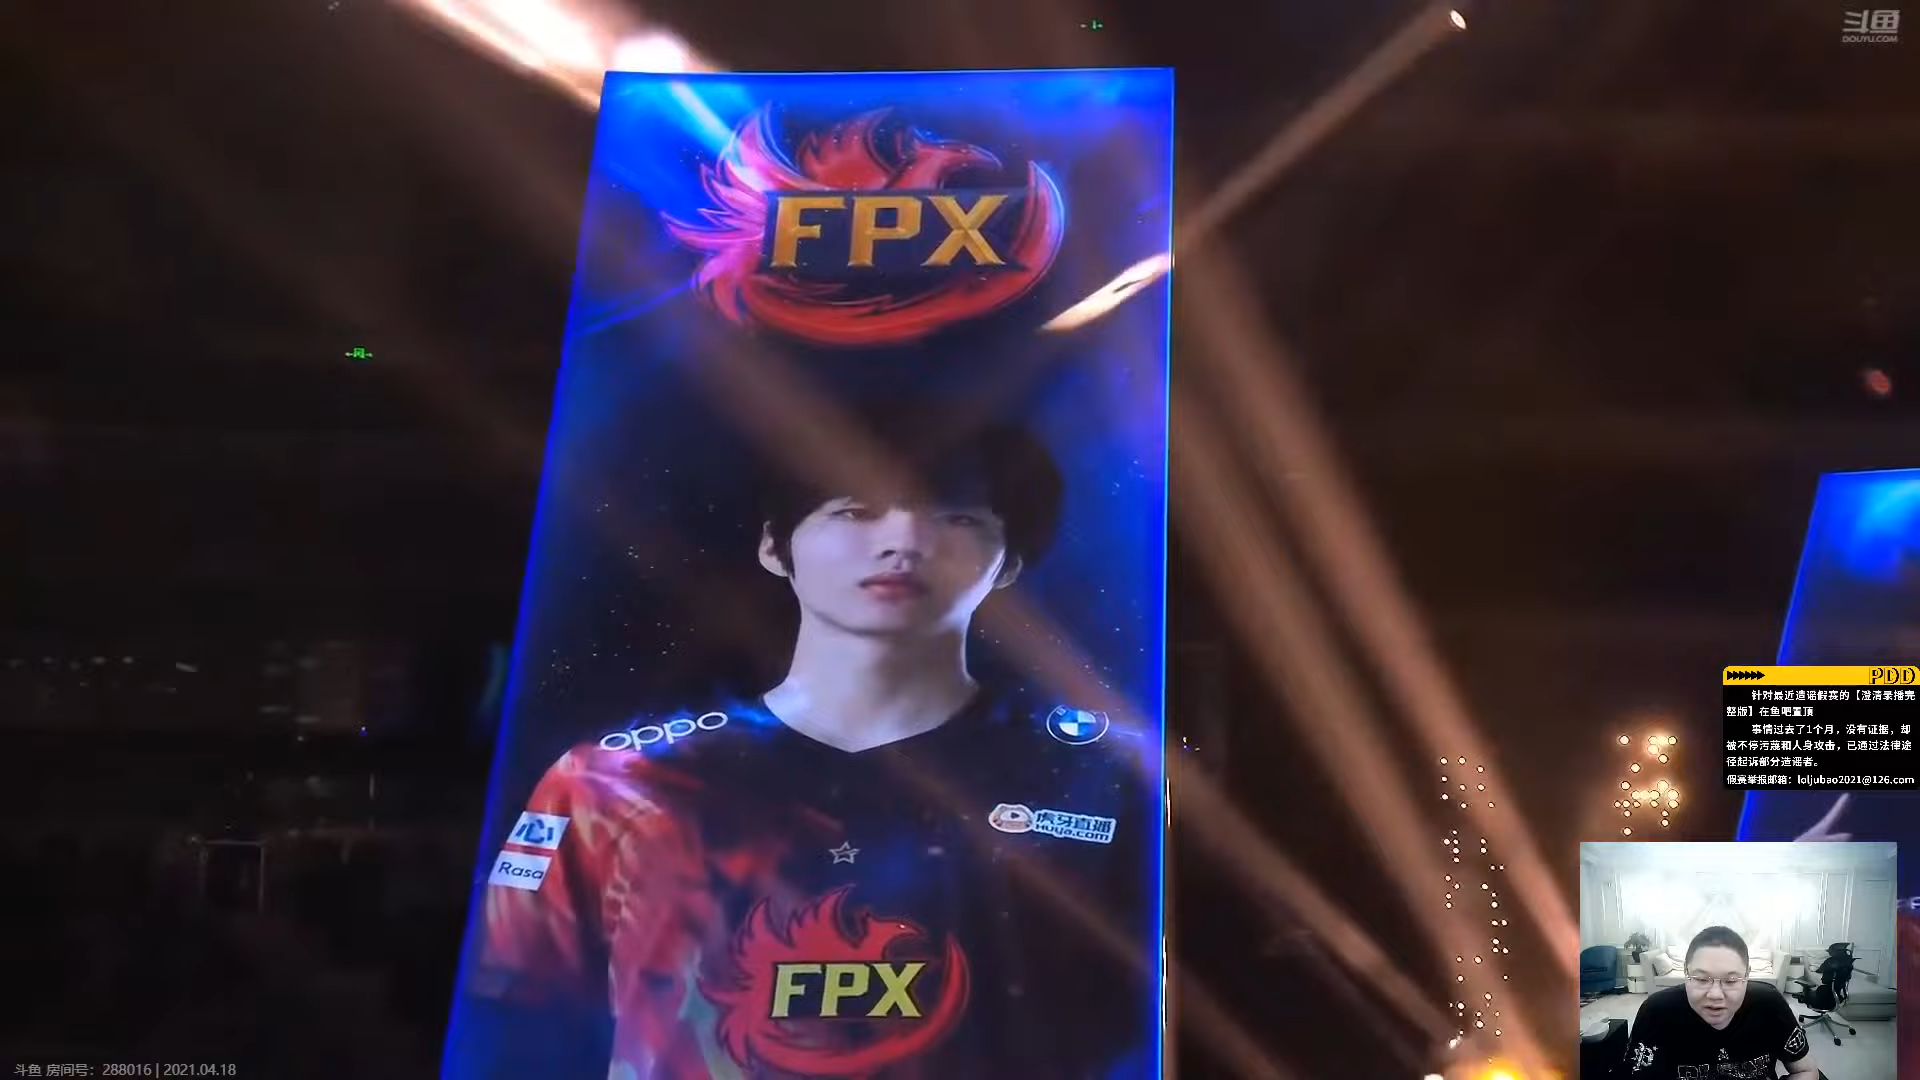 斗鱼
DOUYU.COM
FPX
oppo
虎牙直播
HUYA.com
心
Rasa
FPX
PDD
针对最近造谣假赛的【澄清录播完
整版】在鱼吧置顶
事情过去了1个月，没有证据，却
被不停污蔑和人身攻击，已通过法律途
径起诉部分造谣者。
假赛举报邮箱：loljubao2021@126.com
斗鱼 房间号：288016 | 2021.04.18